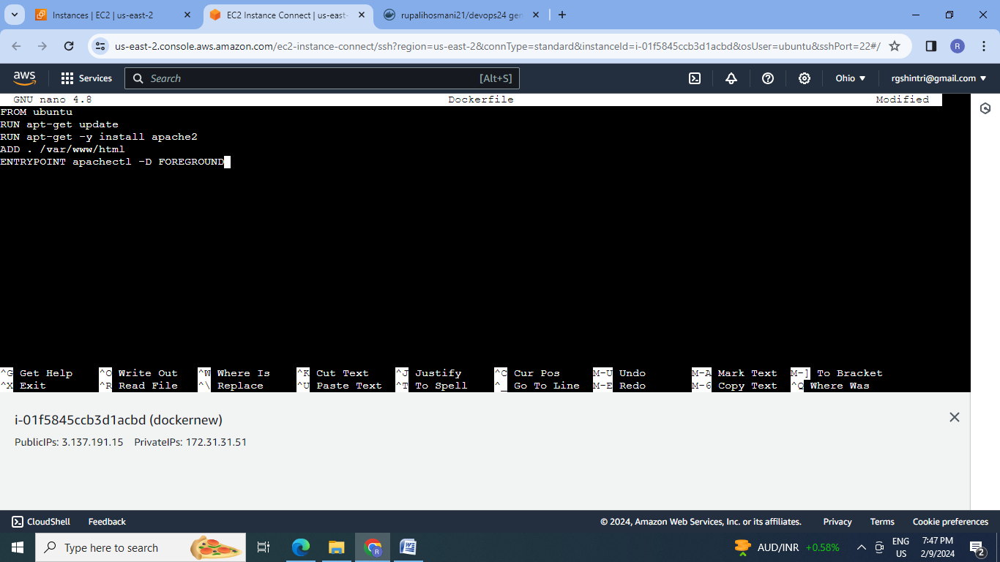 Instances | EC2 | us-east-2
EC2 Instance Connect | us-east-
rupalihosmani21/devops24 gen
us-east-2.console.aws.amazon.com/ec2-instance-connect/ssh?region=us-east-2&connType=standard&instanceId=i-01f5845ccb3d1acbd&osUser=ubuntu&sshPort=22#/
R
aws
Services
Search
[Alt+S]
Ohio
rgshintri@gmail.com
GNU nano 4.8 Dockerfile Modified
FROM ubuntu
RUN apt-get update
RUN apt-get -y install apache2
ADD . /var/www/html
ENTRYPOINT apachectl -D FOREGROUND
^G Get Help ^O Write Out ^W Where Is ^K Cut Text ^J Justify ^C Cur Pos M-U Undo M-A Mark Text M-] To Bracket
^X Exit ^R Read File ^\ Replace ^U Paste Text ^T To Spell ^_ Go To Line M-E Redo M-6 Copy Text ^Q Where Was
i-01f5845ccb3d1acbd (dockernew)
PublicIPs: 3.137.191.15 PrivateIPs: 172.31.31.51
CloudShell Feedback © 2024, Amazon Web Services, Inc. or its affiliates. Privacy Terms Cookie preferences
Type here to search
R
W
AUD/INR +0.58%
ENG
US
7:47 PM
2/9/2024
2